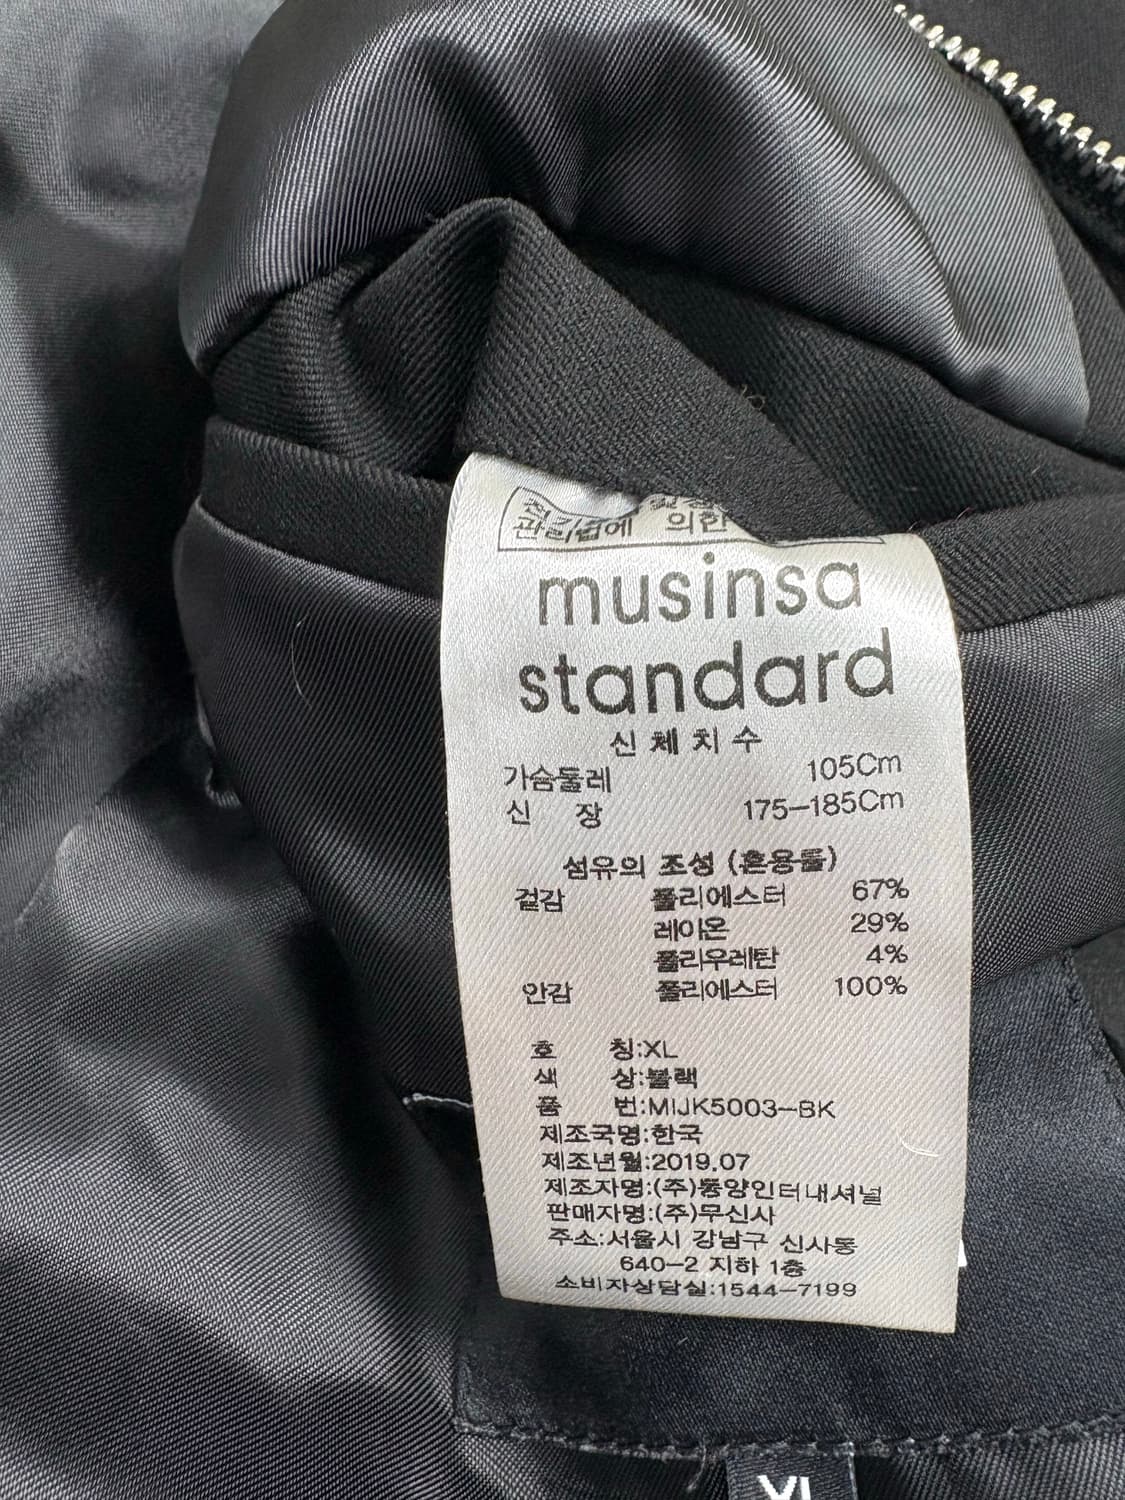 관리법에 의한
musinsa
standard
신체치수
가슴둘레 105Cm
신 장 175-185Cm
섬유의 조성 (혼용률)
겉감 폴리에스터 67%
레이온 29%
폴리우레탄 4%
안감 폴리에스터 100%
호 칭:XL
색 상:블랙
품 번:MIJK5003-BK
제조국명:한국
제조년월:2019.07
제조자명:(주)동양인터내셔널
판매자명:(주)무신사
주소:서울시 강남구 신사동
640-2 지하 1층
소비자상담실:1544-7199
XL